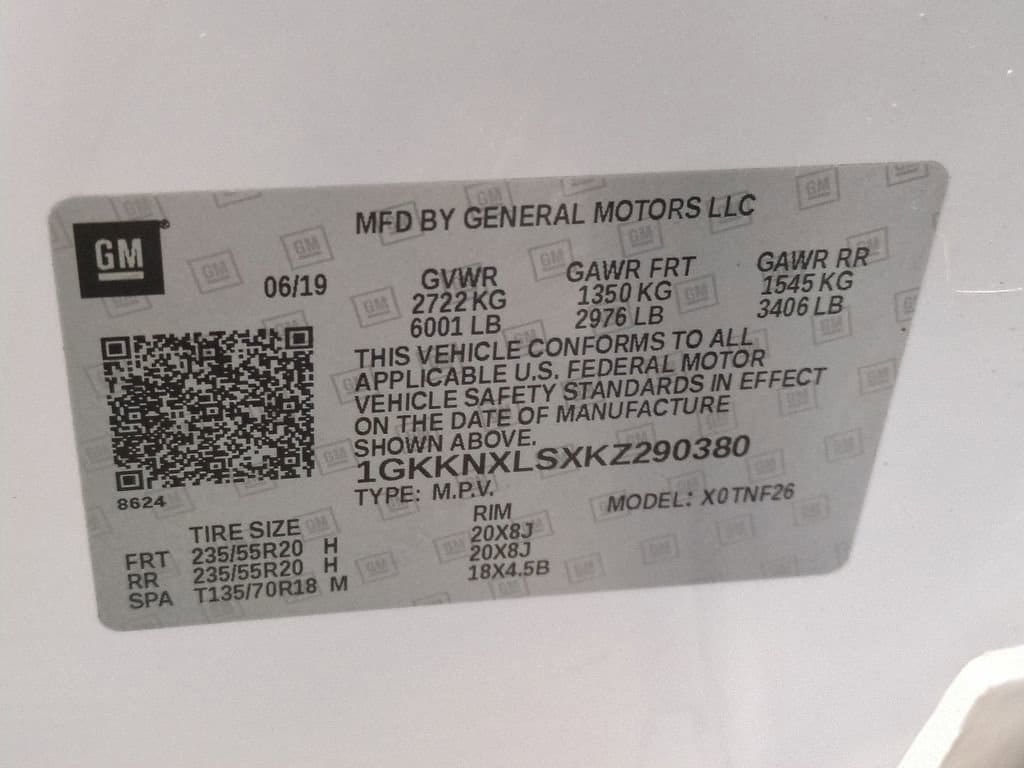 GM
MFD BY GENERAL MOTORS LLC
06/19 GVWR GAWR FRT GAWR RR
2722 KG 1350 KG 1545 KG
6001 LB 2976 LB 3406 LB
THIS VEHICLE CONFORMS TO ALL
APPLICABLE U.S. FEDERAL MOTOR
VEHICLE SAFETY STANDARDS IN EFFECT
ON THE DATE OF MANUFACTURE
SHOWN ABOVE.
1GKKNXLSXKZ290380
8624
TYPE: M.P.V. MODEL: X0TNF26
TIRE SIZE RIM
FRT 235/55R20 H 20X8J
RR 235/55R20 H 20X8J
SPA T135/70R18 M 18X4.5B